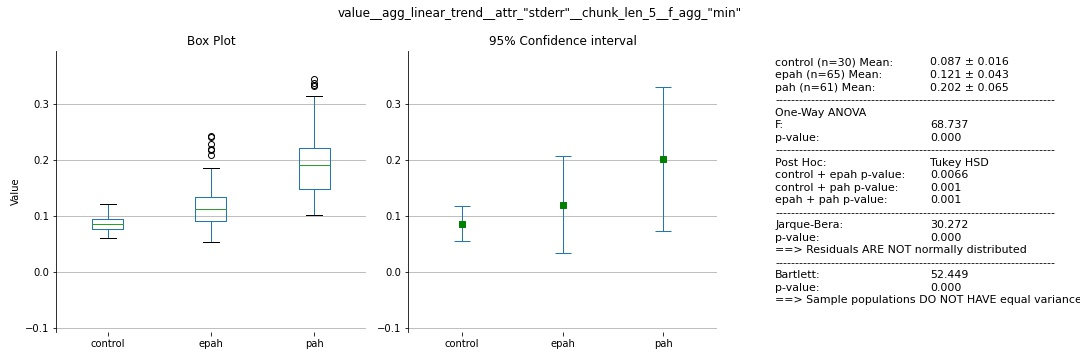 value__agg_linear_trend__attr_"stderr"__chunk_len_5__f_agg_"min"
Box Plot
Value
0.3
0.2
0.1
0.0
−0.1
control epah pah
95% Confidence interval
0.3
0.2
0.1
0.0
−0.1
control epah pah
control (n=30) Mean: 0.087 ± 0.016
epah (n=65) Mean: 0.121 ± 0.043
pah (n=61) Mean: 0.202 ± 0.065
One-Way ANOVA
F: 68.737
p-value: 0.000
Post Hoc: Tukey HSD
control + epah p-value: 0.0066
control + pah p-value: 0.001
epah + pah p-value: 0.001
Jarque-Bera: 30.272
p-value: 0.000
==> Residuals ARE NOT normally distributed
Bartlett: 52.449
p-value: 0.000
==> Sample populations DO NOT HAVE equal variance